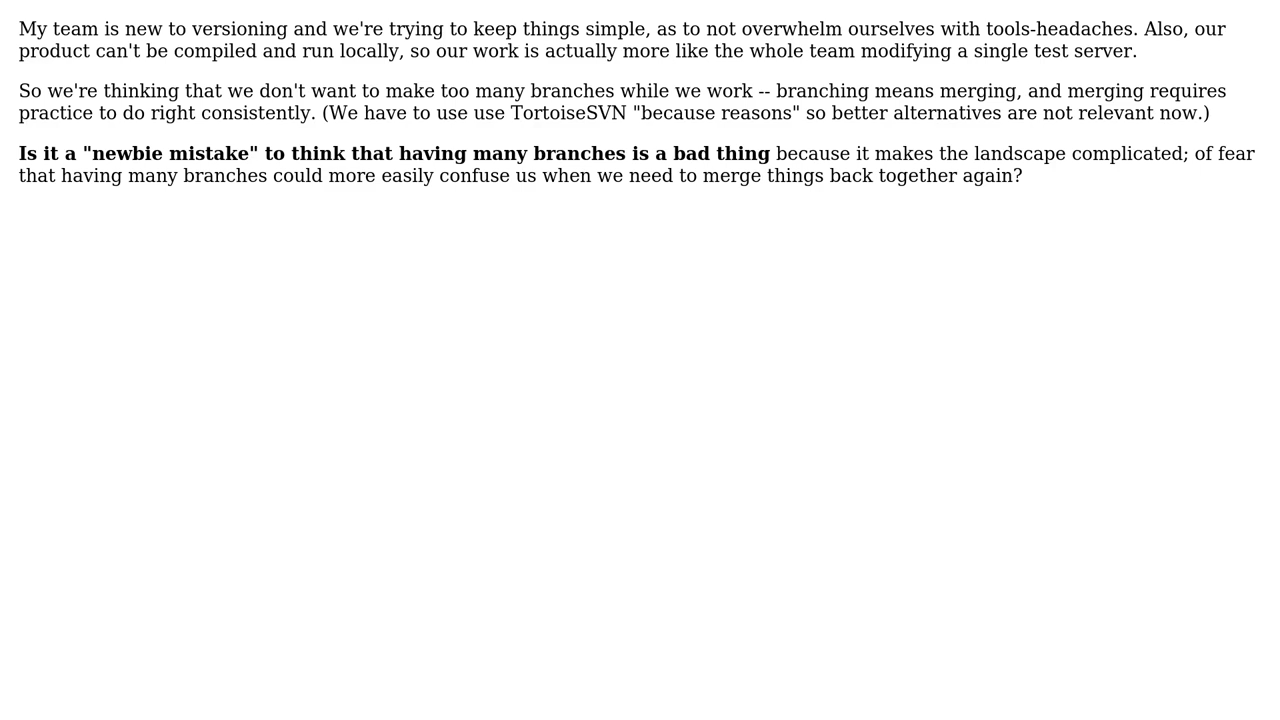 My team is new to versioning and we're trying to keep things simple, as to not overwhelm ourselves with tools-headaches. Also, our
product can't be compiled and run locally, so our work is actually more like the whole team modifying a single test server.
So we're thinking that we don't want to make too many branches while we work -- branching means merging, and merging requires
practice to do right consistently. (We have to use use TortoiseSVN "because reasons" so better alternatives are not relevant now.)
Is it a "newbie mistake" to think that having many branches is a bad thing because it makes the landscape complicated; of fear
that having many branches could more easily confuse us when we need to merge things back together again?